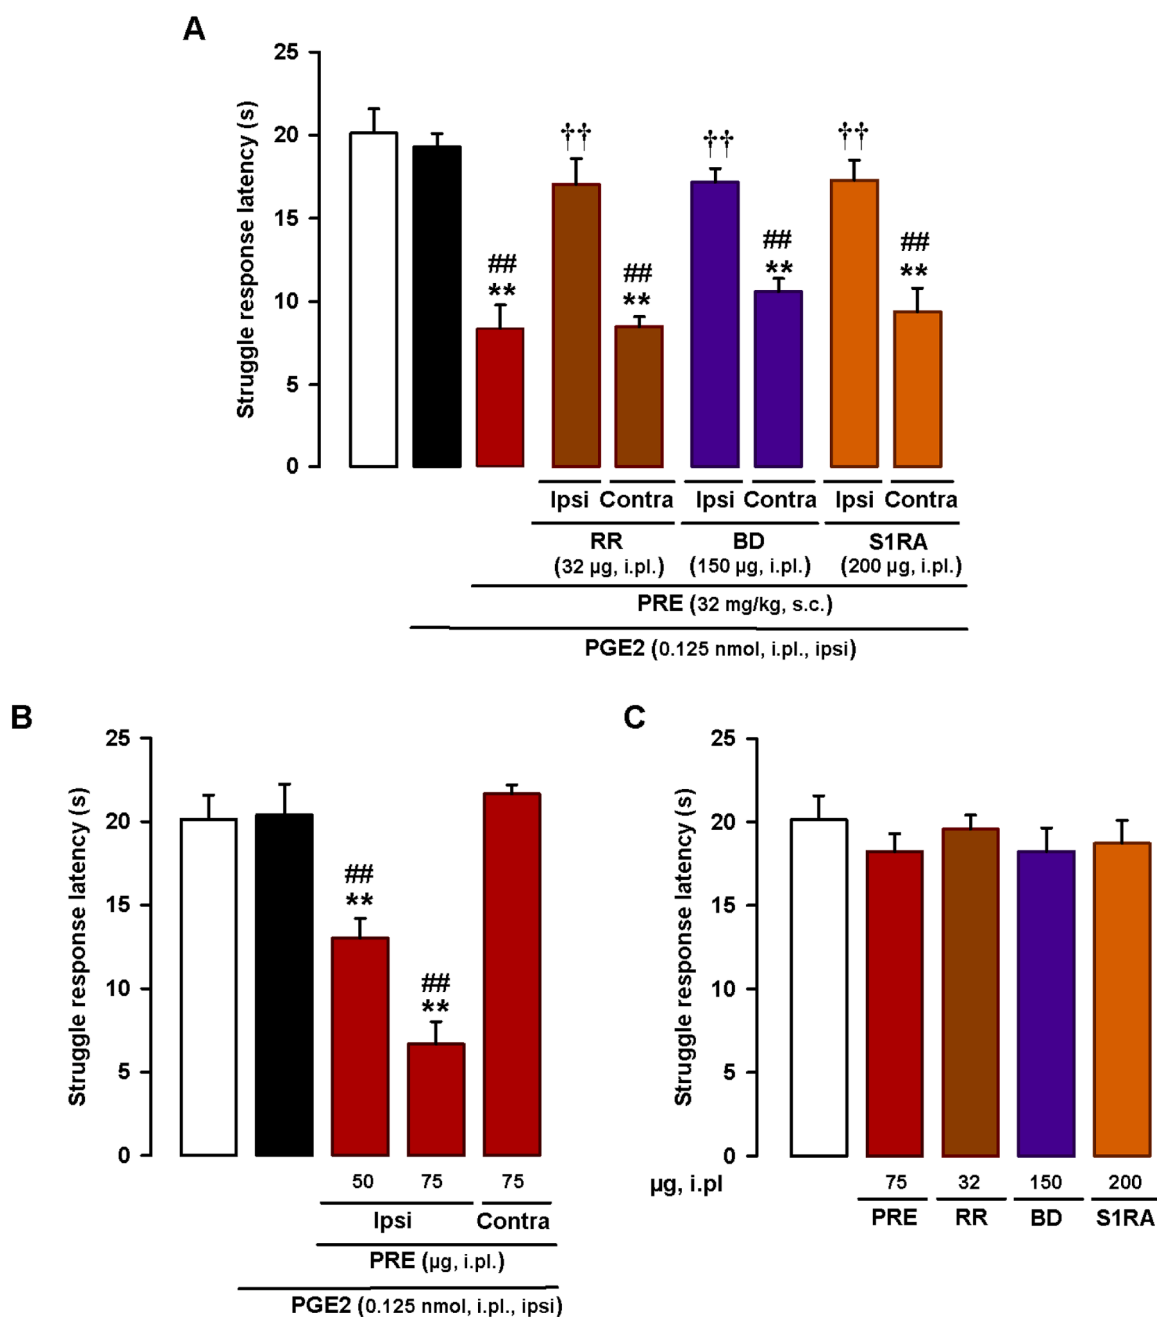 A
Struggle response latency (s)
25
20
15
10
5
0
##
**
††
##
**
††
##
**
††
##
**
Ipsi Contra Ipsi Contra Ipsi Contra
RR BD S1RA
(32 µg, i.pl.) (150 µg, i.pl.) (200 µg, i.pl.)
PRE (32 mg/kg, s.c.)
PGE2 (0.125 nmol, i.pl., ipsi)
B
Struggle response latency (s)
25
20
15
10
5
0
##
**
##
**
50 75 75
Ipsi Contra
PRE (µg, i.pl.)
PGE2 (0.125 nmol, i.pl., ipsi)
C
Struggle response latency (s)
25
20
15
10
5
0
µg, i.pl 75 32 150 200
PRE RR BD S1RA